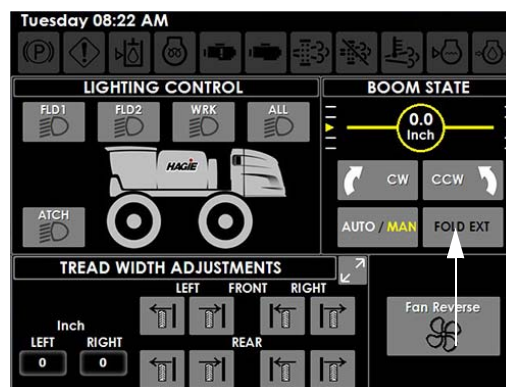 Tuesday 08:22 AM
LIGHTING CONTROL
FLD1 FLD2 WRK ALL
HAGIE
ATCH
BOOM STATE
0.0
Inch
CW CCW
AUTO / MAN FOLD EXT
TREAD WIDTH ADJUSTMENTS
LEFT FRONT RIGHT
Inch
LEFT RIGHT
REAR
0 0
Fan Reverse